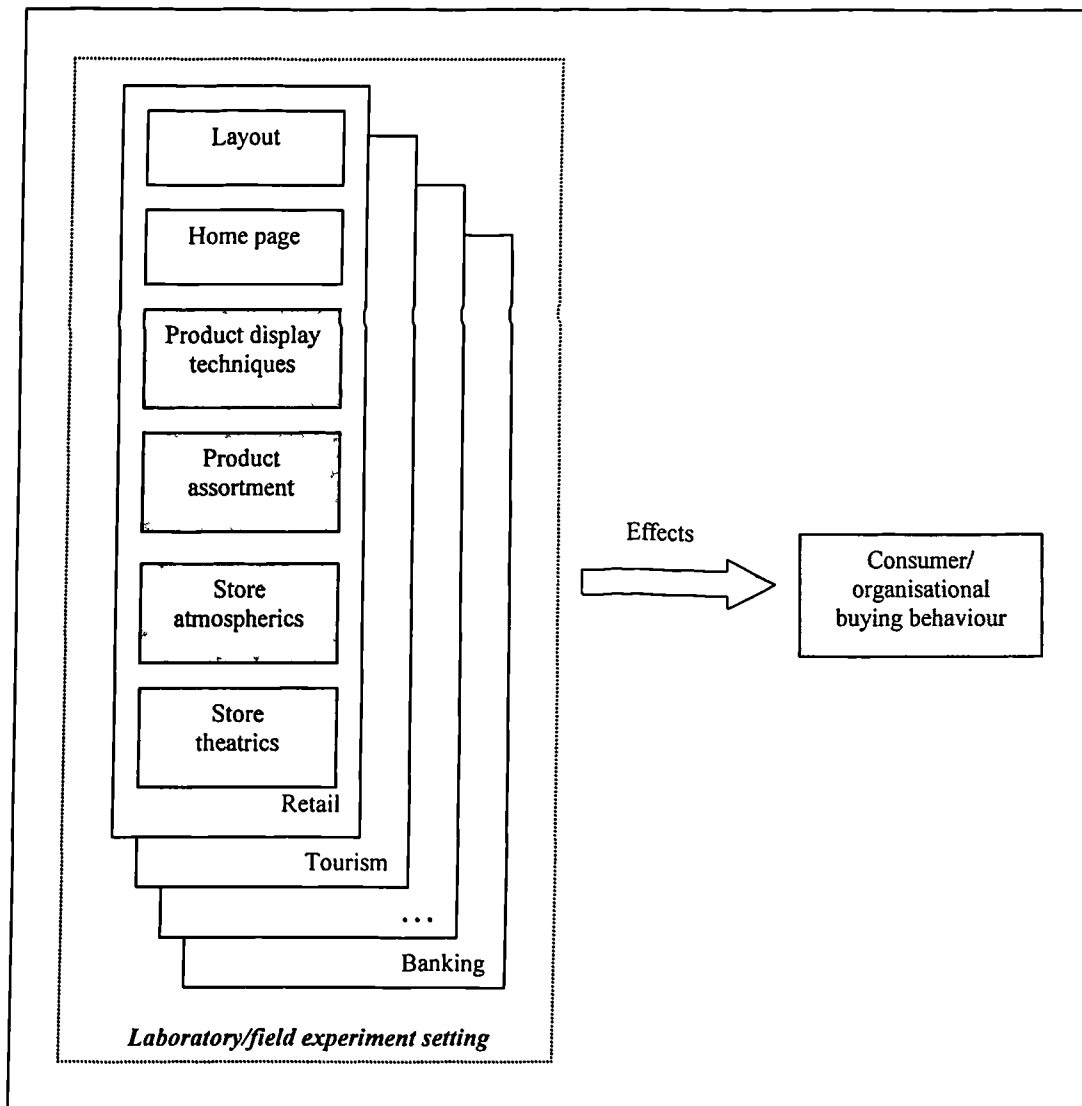 Layout
Home page
Product display
techniques
Product
assortment
Store
atmospherics
Store
theatrics
Retail
Tourism
...
Banking
Laboratory/field experiment setting
Effects
Consumer/
organisational
buying behaviour